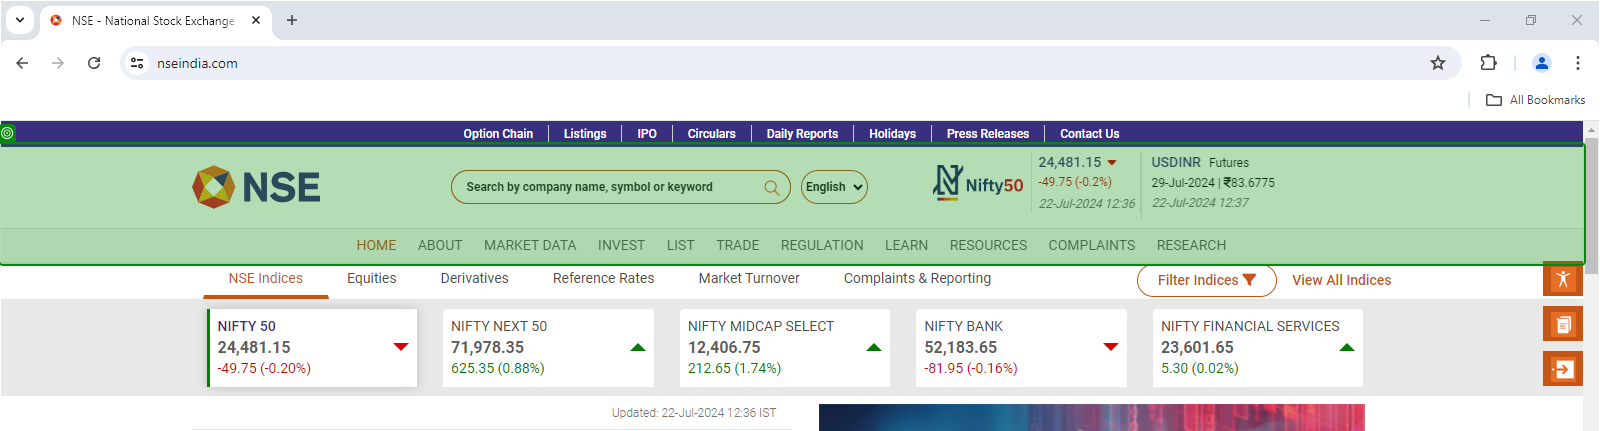 NSE - National Stock Exchange
nseindia.com
All Bookmarks
Option Chain Listings IPO Circulars Daily Reports Holidays Press Releases Contact Us
NSE
Search by company name, symbol or keyword
English
Nifty50
24,481.15
-49.75 (-0.2%)
22-Jul-2024 12:36
USDINR Futures
29-Jul-2024 | ₹83.6775
22-Jul-2024 12:37
HOME ABOUT MARKET DATA INVEST LIST TRADE REGULATION LEARN RESOURCES COMPLAINTS RESEARCH
NSE Indices Equities Derivatives Reference Rates Market Turnover Complaints & Reporting Filter Indices View All Indices
NIFTY 50
24,481.15
-49.75 (-0.20%)
NIFTY NEXT 50
71,978.35
625.35 (0.88%)
NIFTY MIDCAP SELECT
12,406.75
212.65 (1.74%)
NIFTY BANK
52,183.65
-81.95 (-0.16%)
NIFTY FINANCIAL SERVICES
23,601.65
5.30 (0.02%)
Updated: 22-Jul-2024 12:36 IST